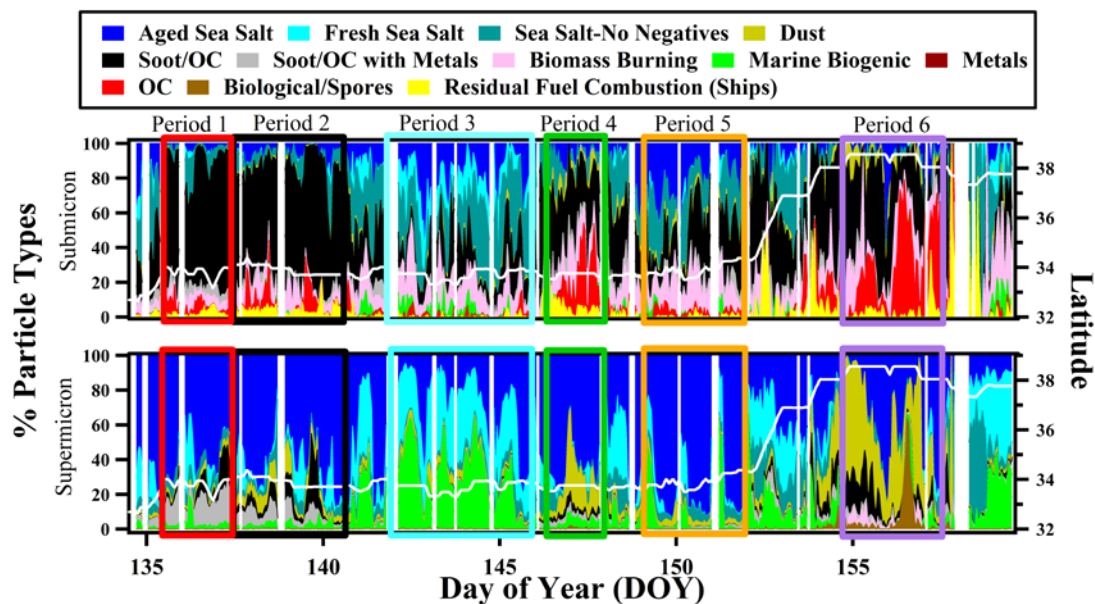 Aged Sea Salt Fresh Sea Salt Sea Salt-No Negatives Dust
Soot/OC Soot/OC with Metals Biomass Burning Marine Biogenic Metals
OC Biological/Spores Residual Fuel Combustion (Ships)
Period 1 Period 2 Period 3 Period 4 Period 5 Period 6
% Particle Types
Submicron
100
80
60
40
20
0
38
36
34
32
Latitude
Supermicron
100
80
60
40
20
0
38
36
34
32
135 140 145 150 155
Day of Year (DOY)